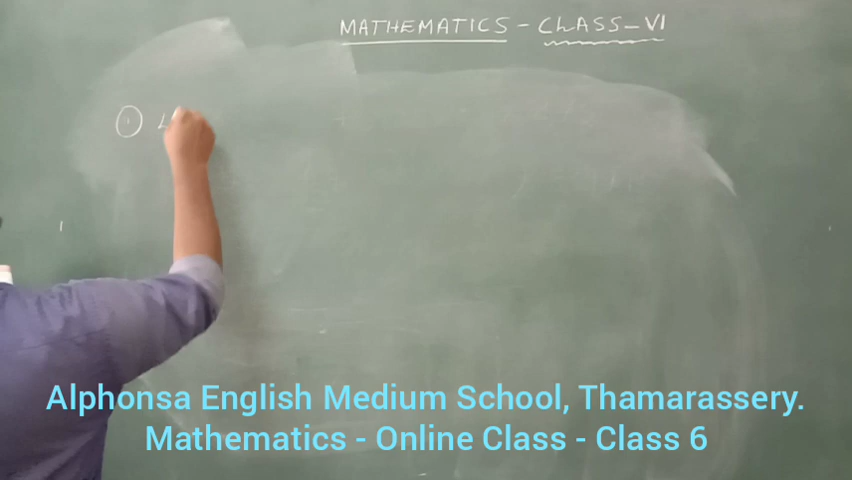 MATHEMATICS - CLASS - VI
①
Alphonsa English Medium School, Thamarassery.
Mathematics - Online Class - Class 6